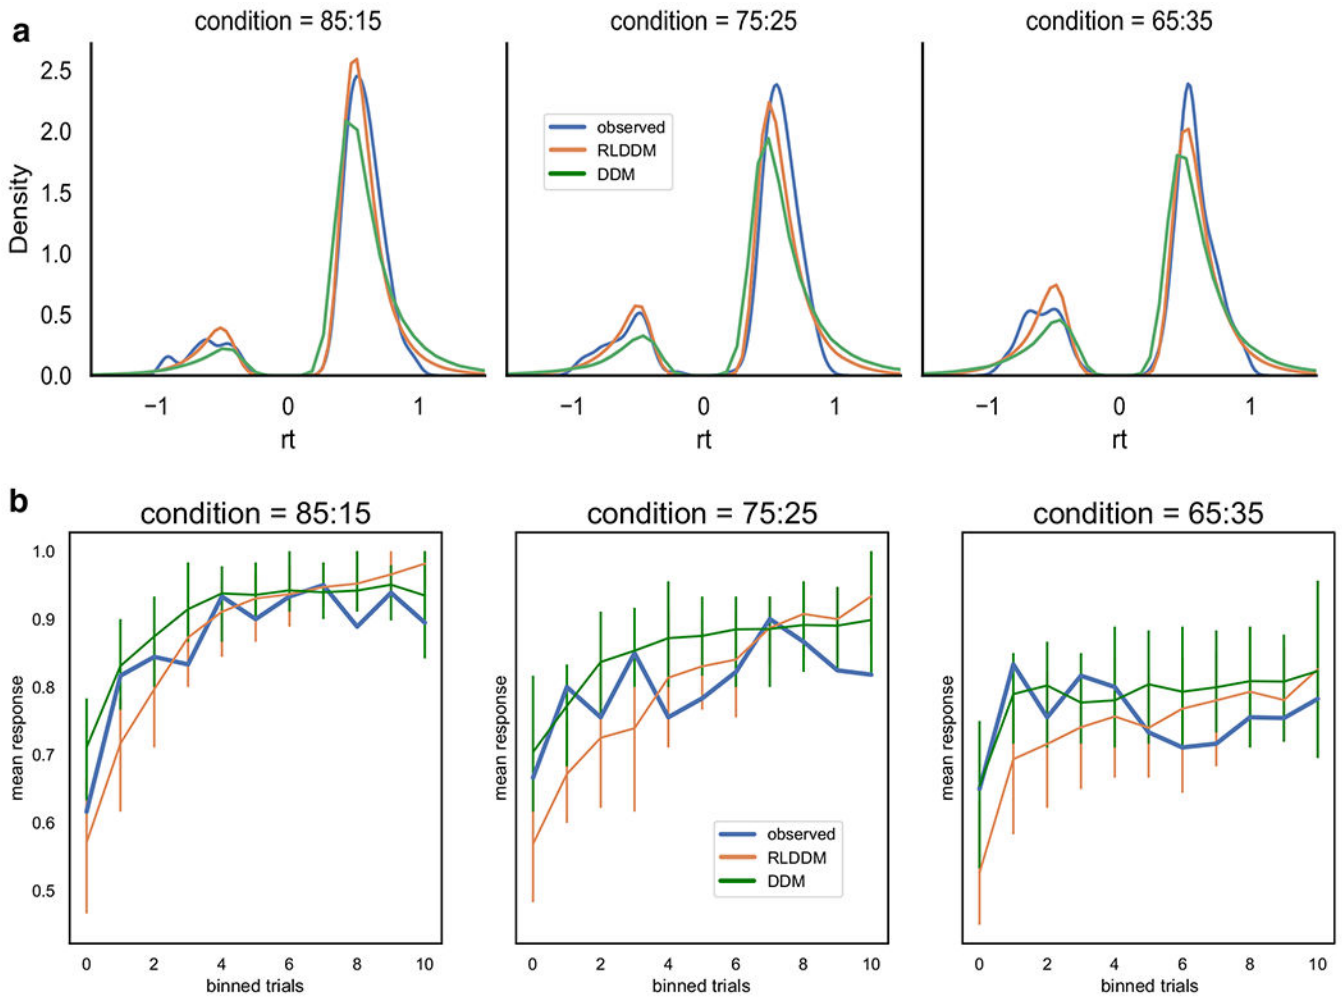 a
condition = 85:15
condition = 75:25
condition = 65:35
Density
2.5
2.0
1.5
1.0
0.5
0.0
observed
RLDDM
DDM
−1 0 1
−1 0 1
−1 0 1
rt
rt
rt
b
condition = 85:15
condition = 75:25
condition = 65:35
mean response
1.0
0.9
0.8
0.7
0.6
0.5
mean response
mean response
observed
RLDDM
DDM
0 2 4 6 8 10
0 2 4 6 8 10
0 2 4 6 8 10
binned trials
binned trials
binned trials